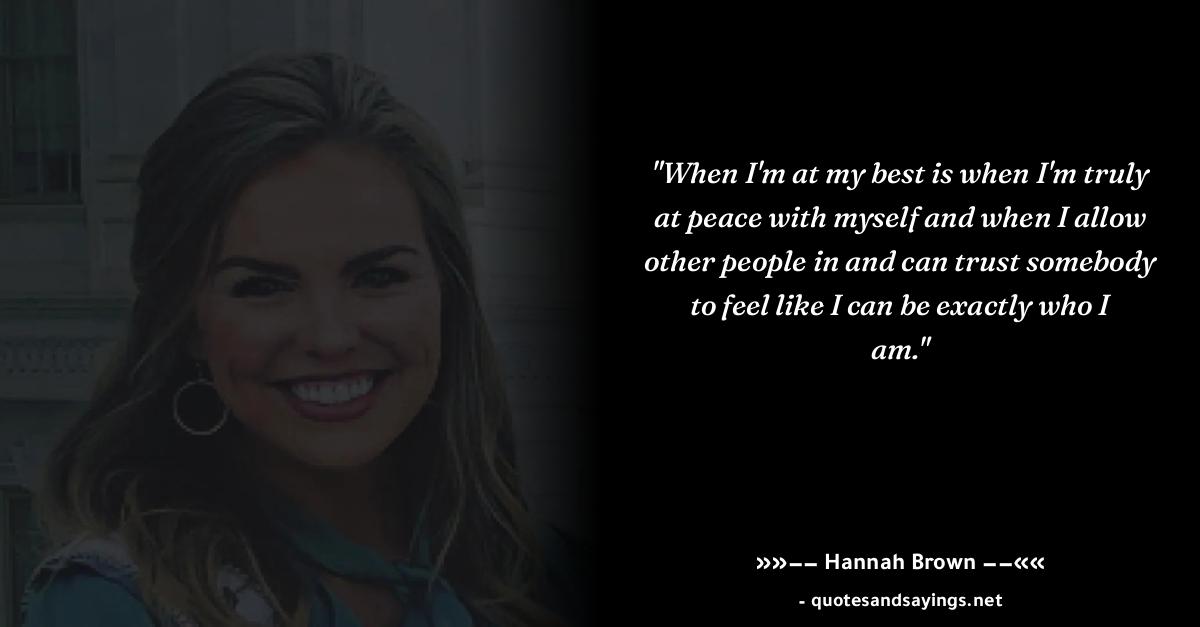 "When I'm at my best is when I'm truly
at peace with myself and when I allow
other people in and can trust somebody
to feel like I can be exactly who I
am."
»»−− Hannah Brown −−««
- quotesandsayings.net